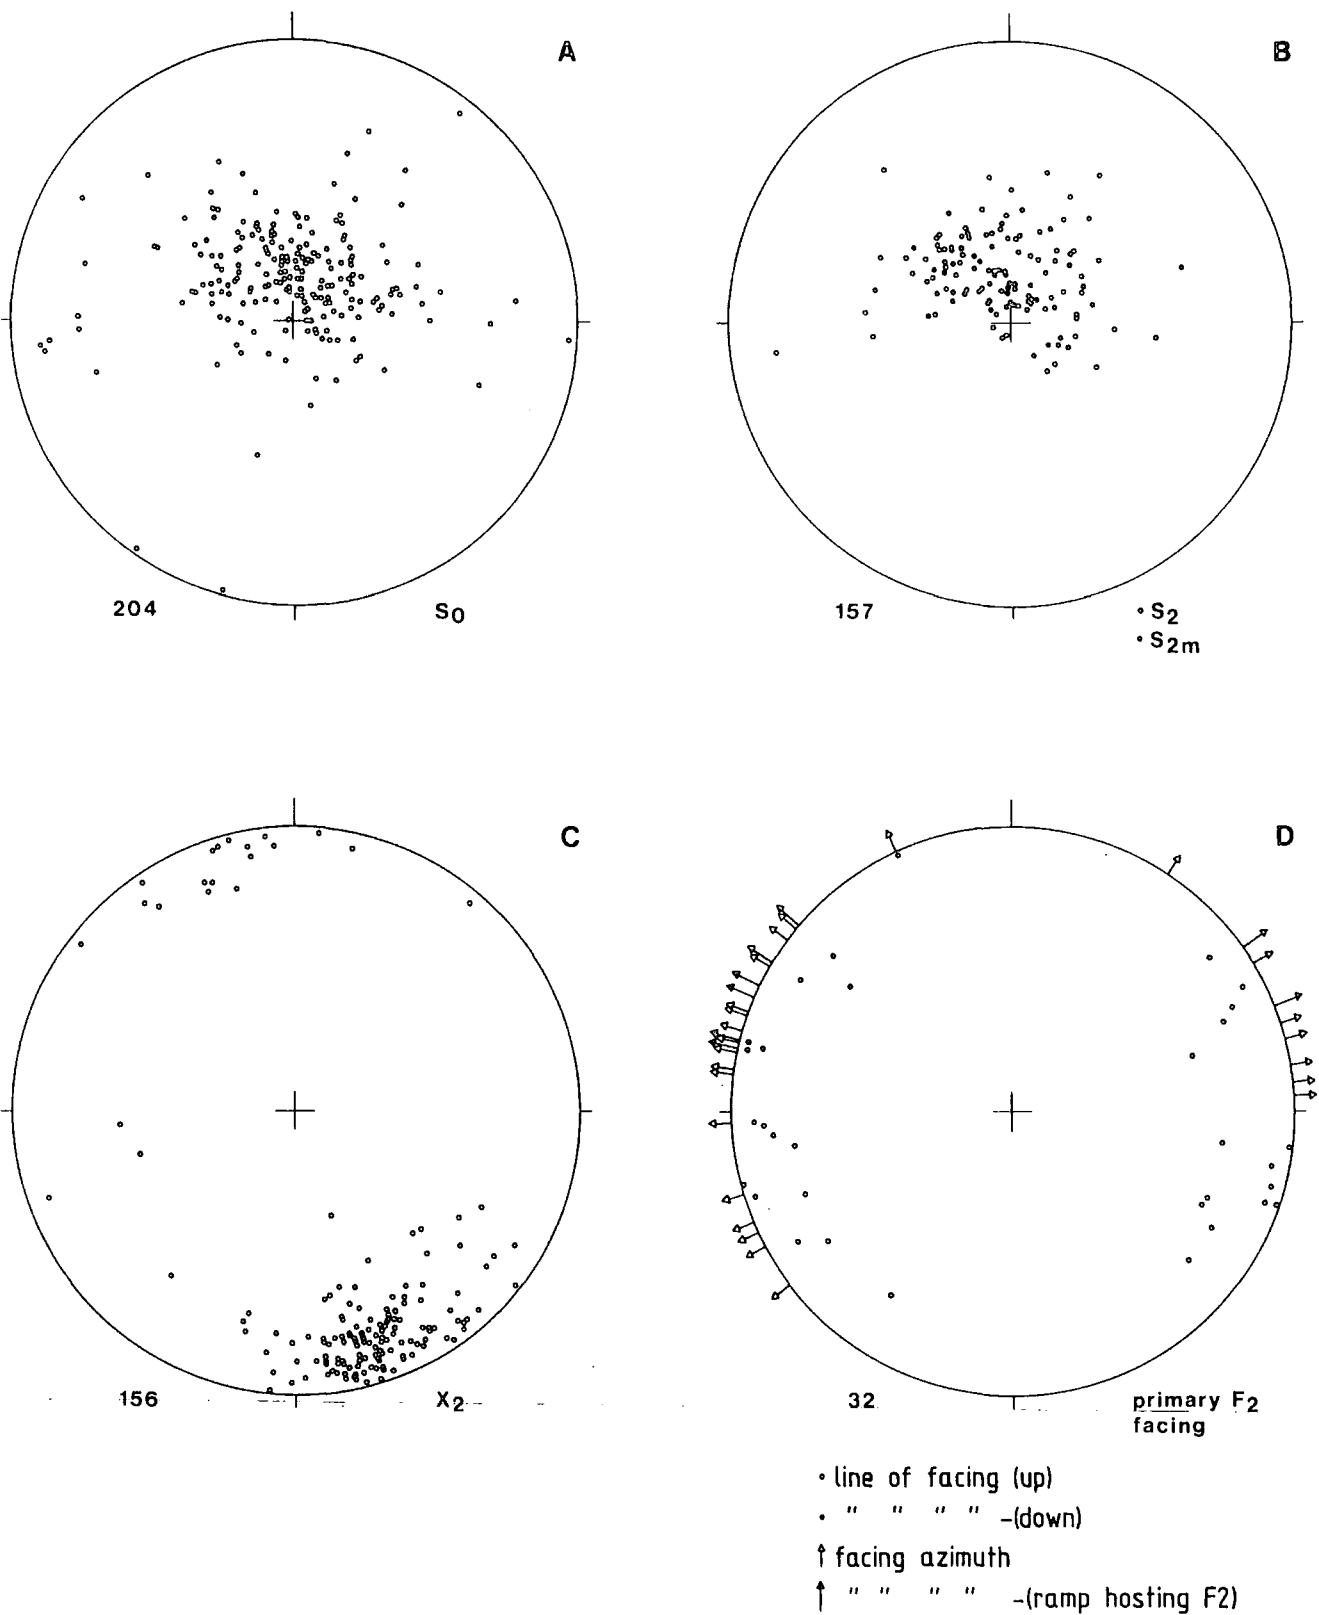 A
B
204
S0
157
∘ S2
• S2m
C
D
156
X2
32
primary F2
facing
∘ line of facing (up)
• " " " " -(down)
facing azimuth
" " " " -(ramp hosting F2)